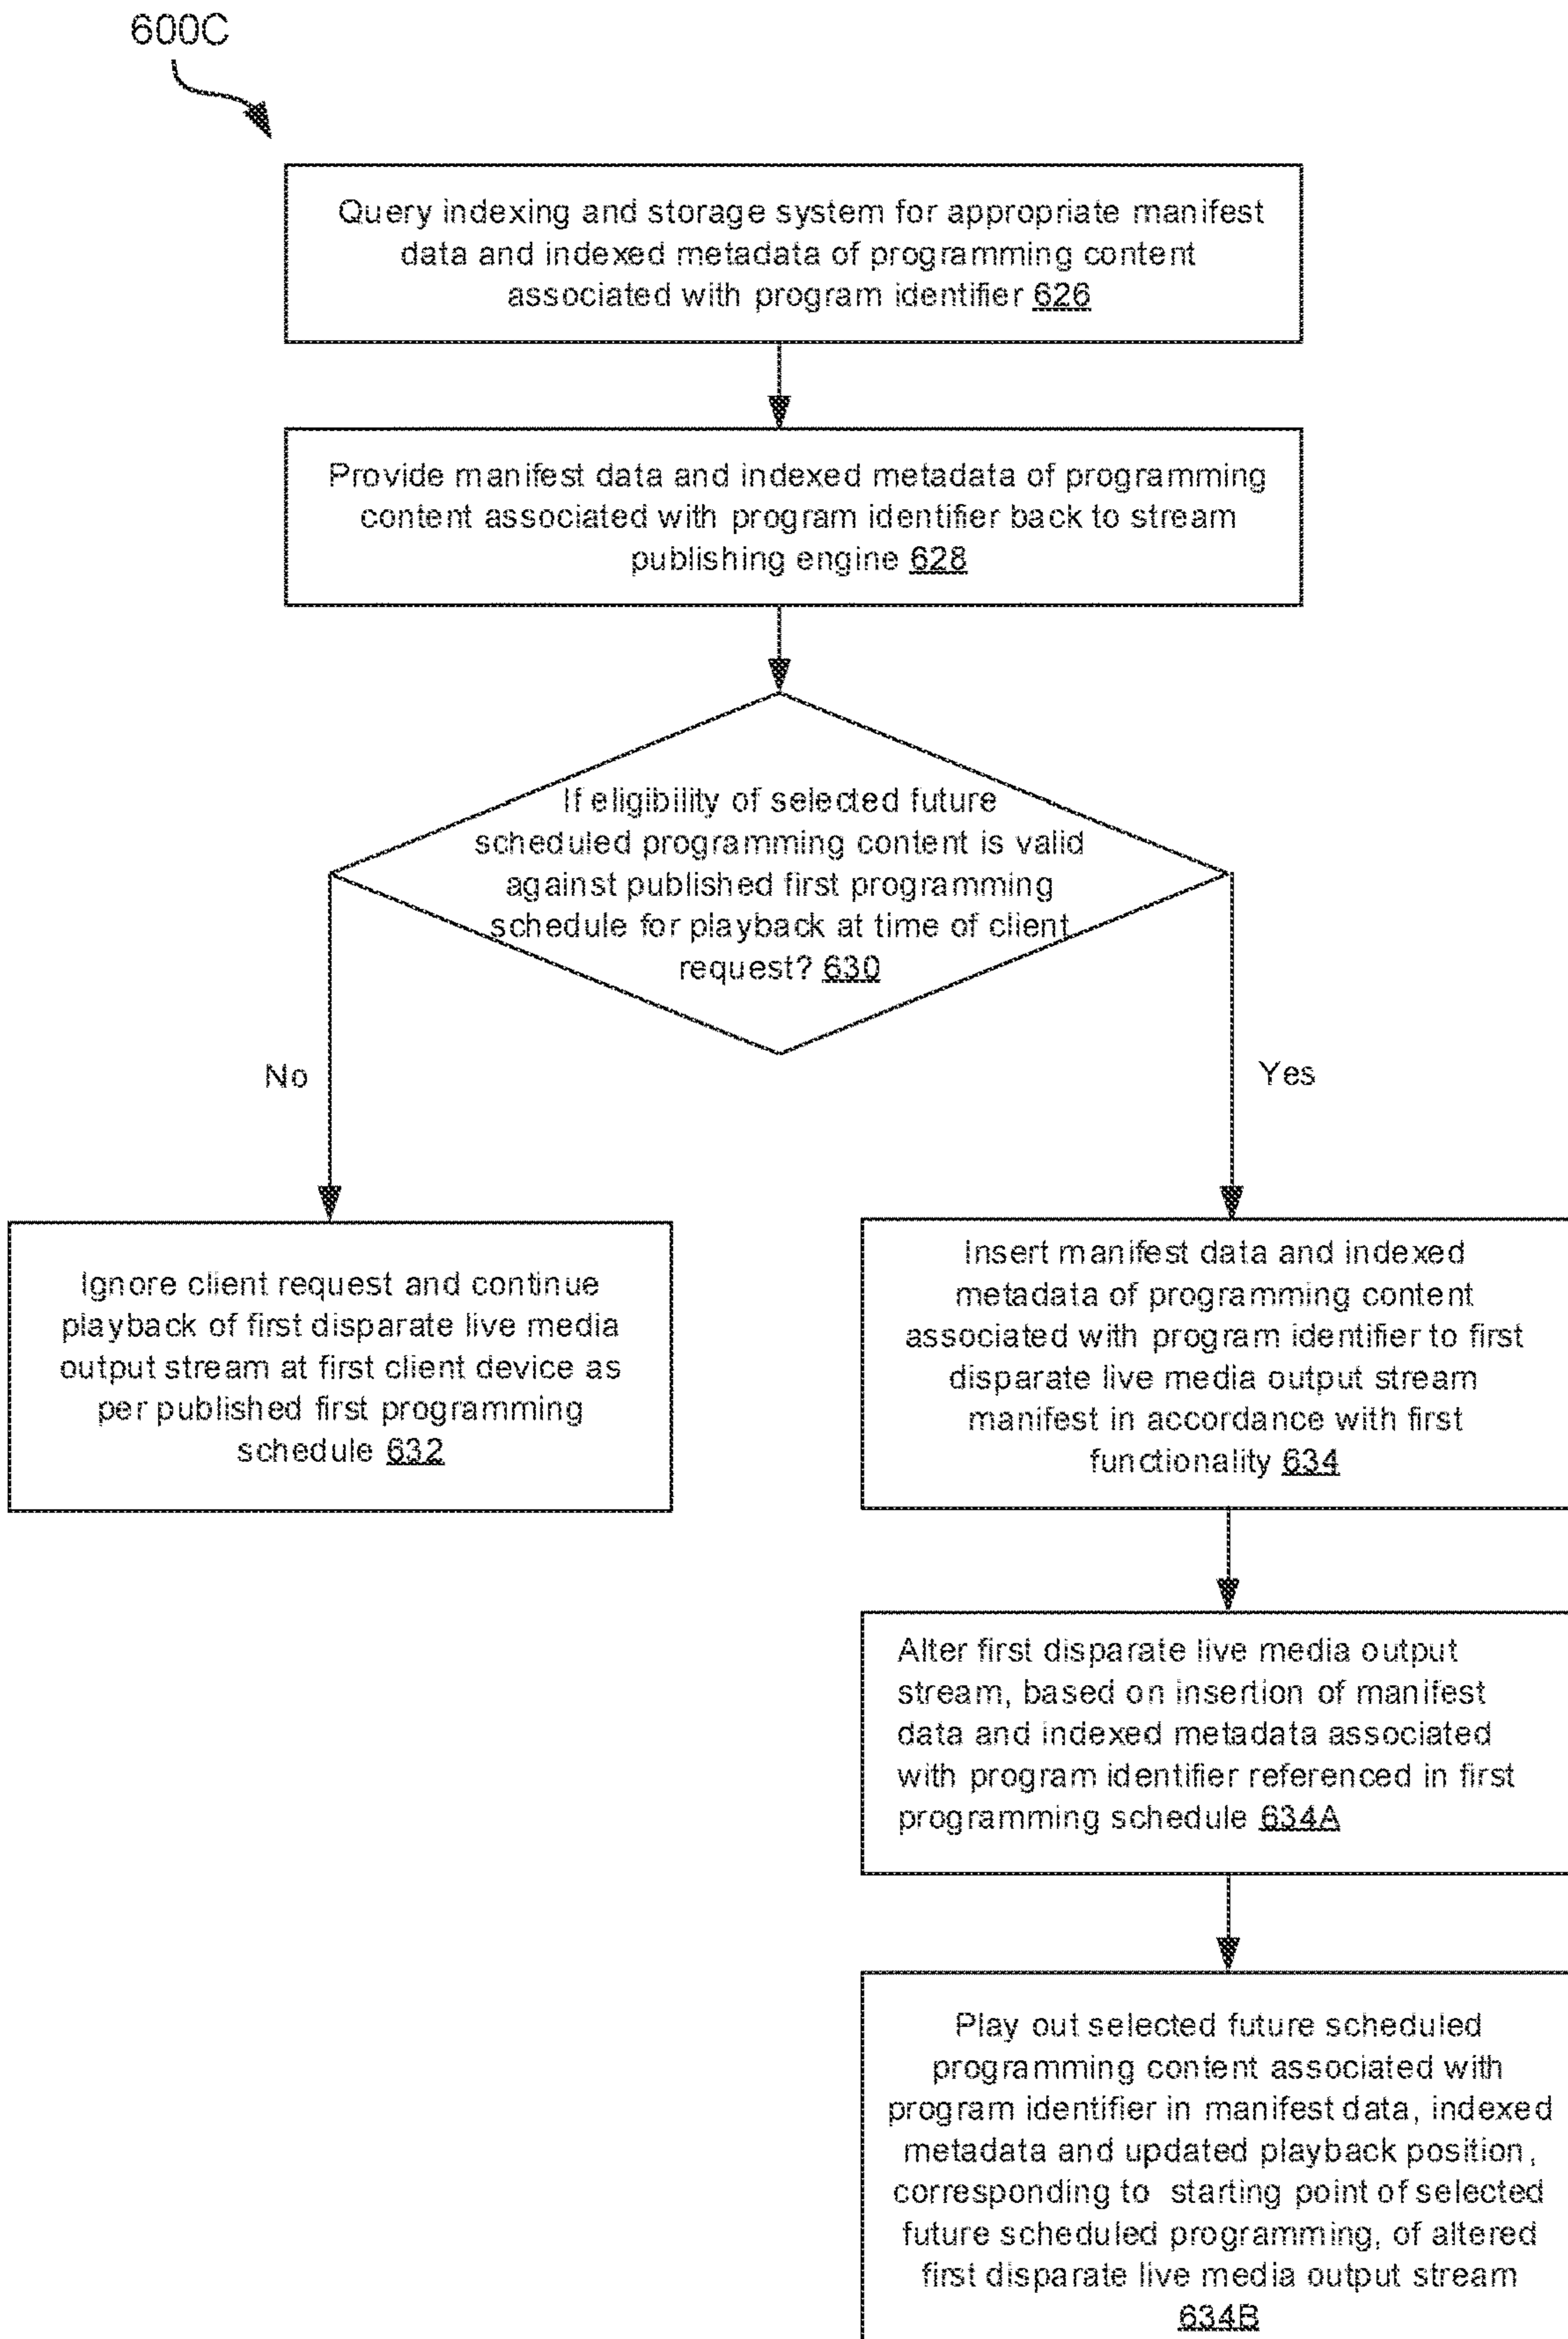 600C
Query indexing and storage system for appropriate manifest
data and indexed metadata of programming content
associated with program identifier 626
Provide manifest data and indexed metadata of programming
content associated with program identifier back to stream
publishing engine 628
If eligibility of selected future
scheduled programming content is valid
against published first programming
schedule for playback at time of client
request? 630
No
Yes
Ignore client request and continue
playback of first disparate live media
output stream at first client device as
per published first programming
schedule 632
Insert manifest data and indexed
metadata of programming content
associated with program identifier to first
disparate live media output stream
manifest in accordance with first
functionality 634
Alter first disparate live media output
stream, based on insertion of manifest
data and indexed metadata associated
with program identifier referenced in first
programming schedule 634A
Play out selected future scheduled
programming content associated with
program identifier in manifest data, indexed
metadata and updated playback position,
corresponding to starting point of selected
future scheduled programming, of altered
first disparate live media output stream
634B